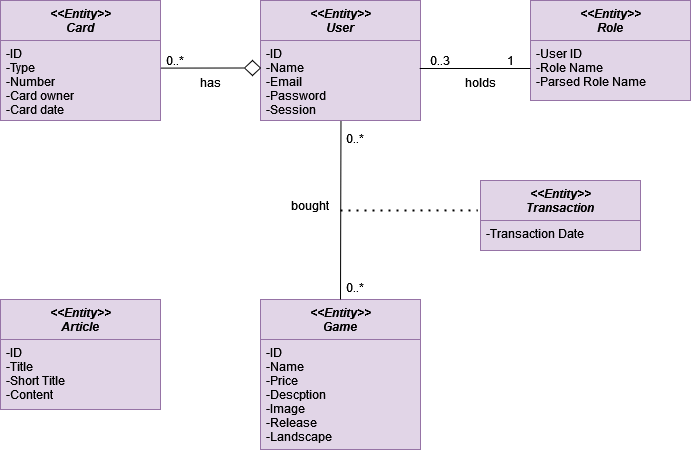 <<Entity>>
Card
-ID
-Type
-Number
-Card owner
-Card date
0..*
has
<<Entity>>
User
-ID
-Name
-Email
-Password
-Session
0..3
1
holds
<<Entity>>
Role
-User ID
-Role Name
-Parsed Role Name
0..*
bought
0..*
<<Entity>>
Transaction
-Transaction Date
<<Entity>>
Article
-ID
-Title
-Short Title
-Content
<<Entity>>
Game
-ID
-Name
-Price
-Descption
-Image
-Release
-Landscape